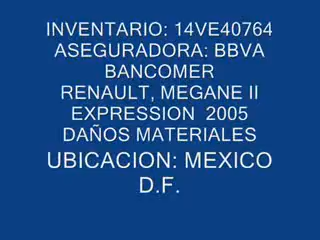 INVENTARIO: 14VE40764
ASEGURADORA: BBVA
BANCOMER
RENAULT, MEGANE II
EXPRESSION  2005
DAÑOS MATERIALES
UBICACION: MEXICO
D.F.